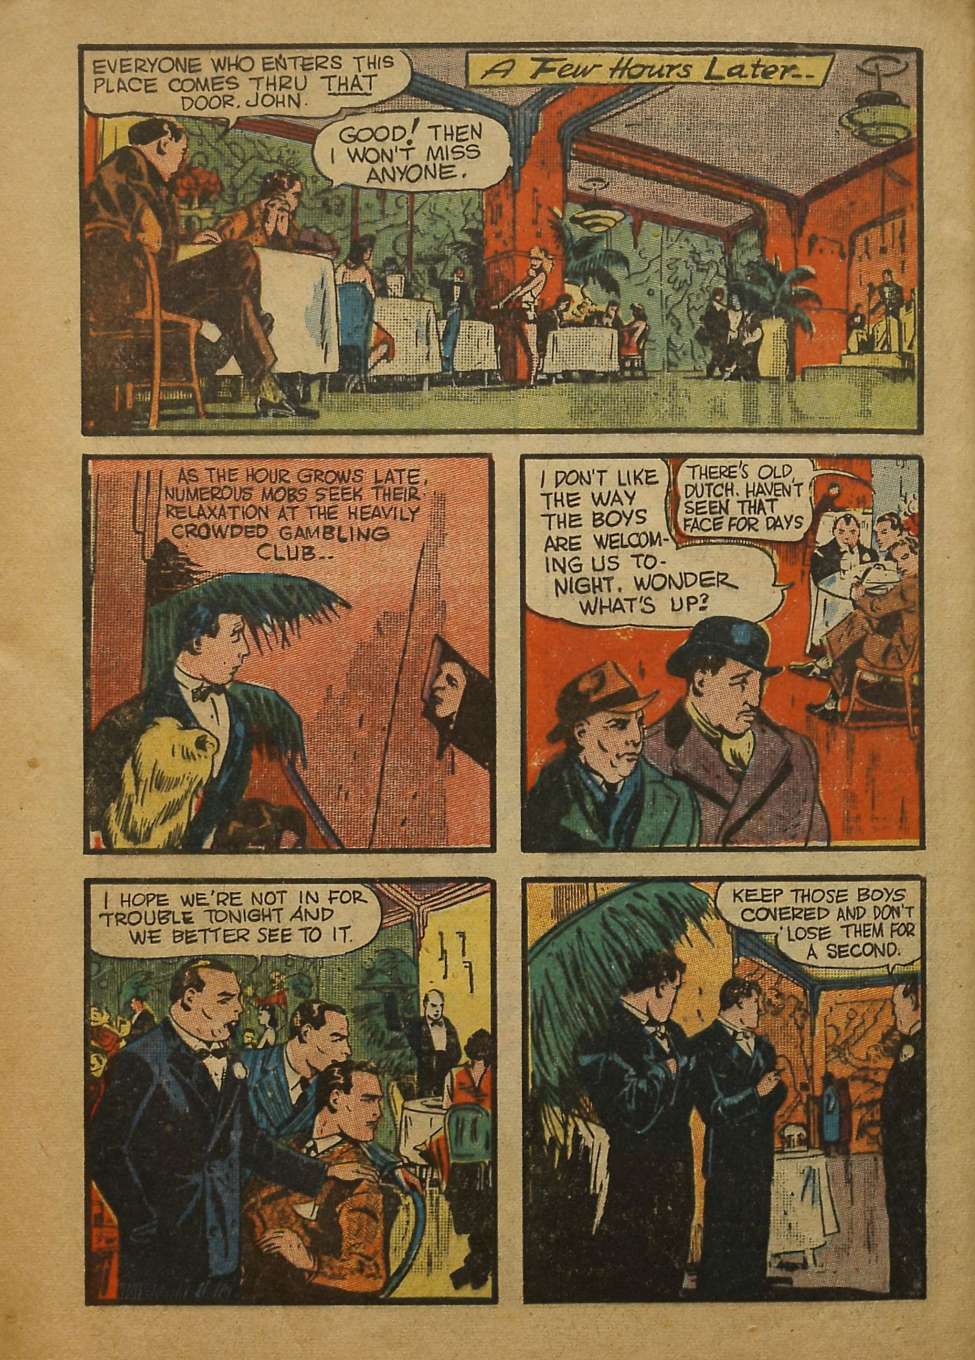 EVERYONE WHO ENTERS THIS
PLACE COMES THRU THAT
DOOR, JOHN.
GOOD! THEN
I WON'T MISS
ANYONE.
A Few Hours Later--
AS THE HOUR GROWS LATE,
NUMEROUS MOBS SEEK THEIR
RELAXATION AT THE HEAVILY
CROWDED GAMBLING
CLUB--
I DON'T LIKE
THE WAY
THE BOYS
ARE WELCOM-
ING US TO-
NIGHT. WONDER
WHAT'S UP?
THERE'S OLD
DUTCH. HAVEN'T
SEEN THAT
FACE FOR DAYS
I HOPE WE'RE NOT IN FOR
TROUBLE TONIGHT AND
WE BETTER SEE TO IT.
KEEP THOSE BOYS
COVERED AND DON'T
'LOSE THEM FOR
A SECOND.